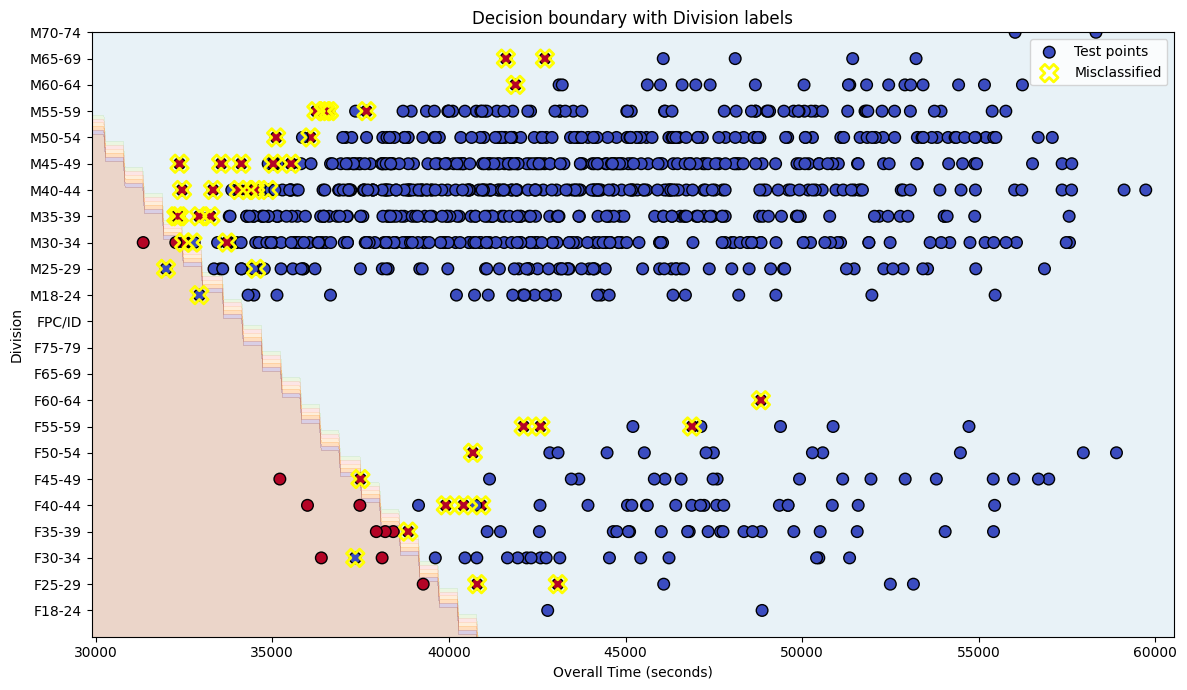 Decision boundary with Division labels
Test points
Misclassified
Division
M70-74
M65-69
M60-64
M55-59
M50-54
M45-49
M40-44
M35-39
M30-34
M25-29
M18-24
FPC/ID
F75-79
F65-69
F60-64
F55-59
F50-54
F45-49
F40-44
F35-39
F30-34
F25-29
F18-24
30000 35000 40000 45000 50000 55000 60000
Overall Time (seconds)